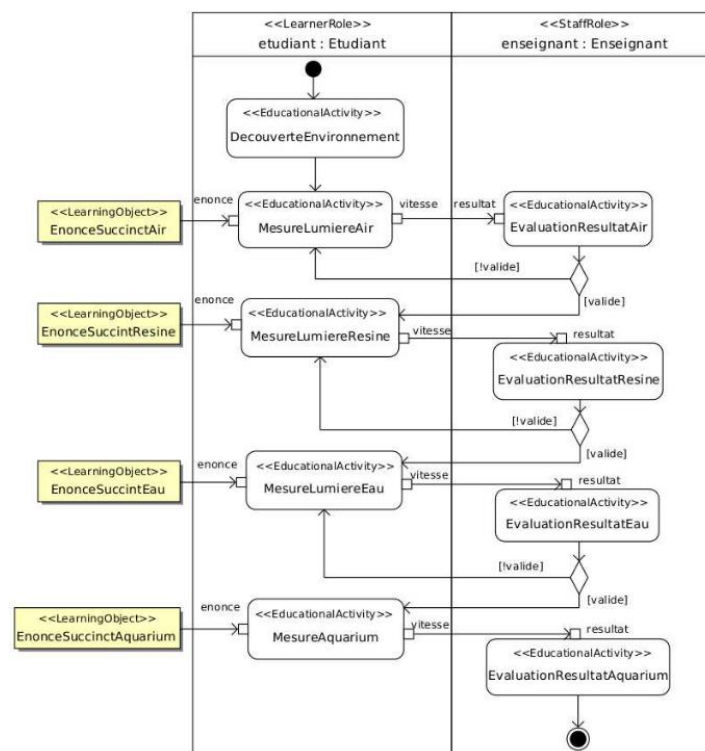 <<LearnerRole>>
etudiant : Etudiant
<<StaffRole>>
enseignant : Enseignant
<<EducationalActivity>>
DecouverteEnvironnement
<<LearningObject>>
EnonceSuccinctAir
enonce
<<EducationalActivity>>
MesureLumiereAir
vitesse
resultat
<<EducationalActivity>>
EvaluationResultatAir
[!valide]
[valide]
<<LearningObject>>
EnonceSuccintResine
enonce
<<EducationalActivity>>
MesureLumiereResine
vitesse
resultat
<<EducationalActivity>>
EvaluationResultatResine
[!valide]
[valide]
<<LearningObject>>
EnonceSuccintEau
enonce
<<EducationalActivity>>
MesureLumiereEau
vitesse
resultat
<<EducationalActivity>>
EvaluationResultatEau
[!valide]
[valide]
<<LearningObject>>
EnonceSuccinctAquarium
enonce
<<EducationalActivity>>
MesureAquarium
vitesse
resultat
<<EducationalActivity>>
EvaluationResultatAquarium